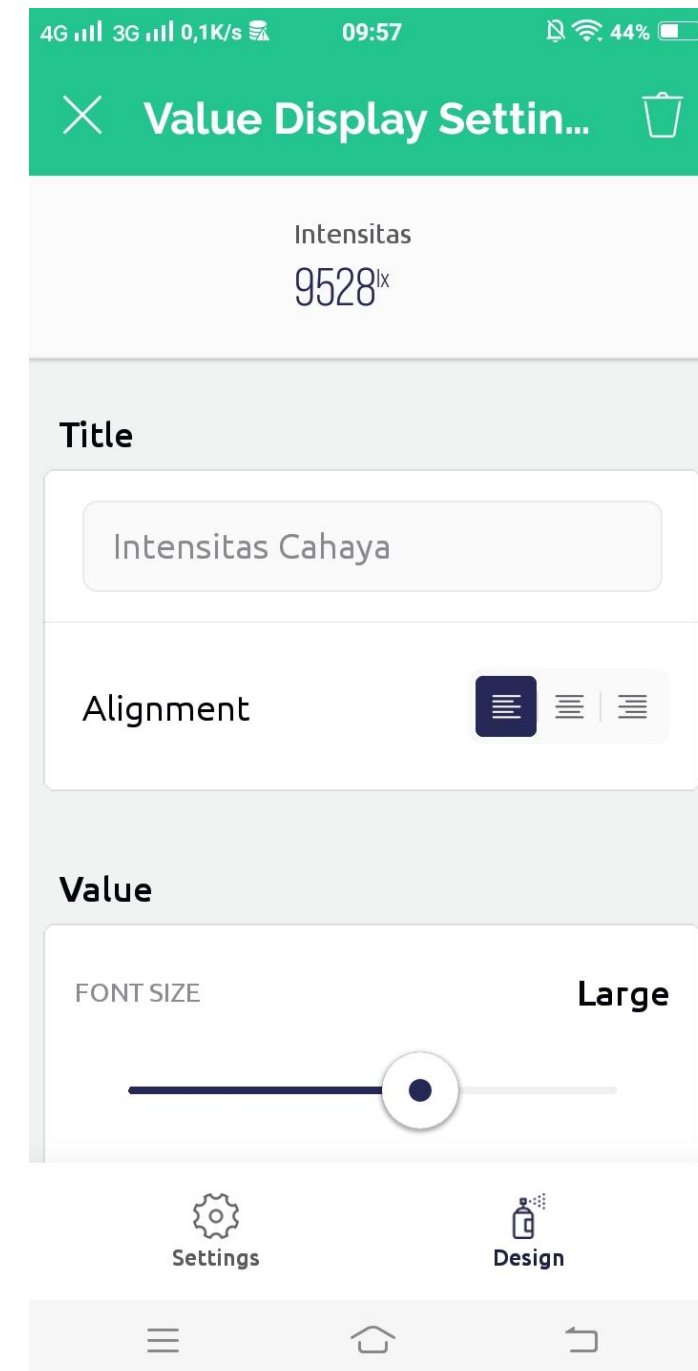 4G 3G 0,1K/s 09:57 44%
Value Display Settin...
Intensitas
9528lx
Title
Intensitas Cahaya
Alignment
Value
FONT SIZE Large
Settings Design